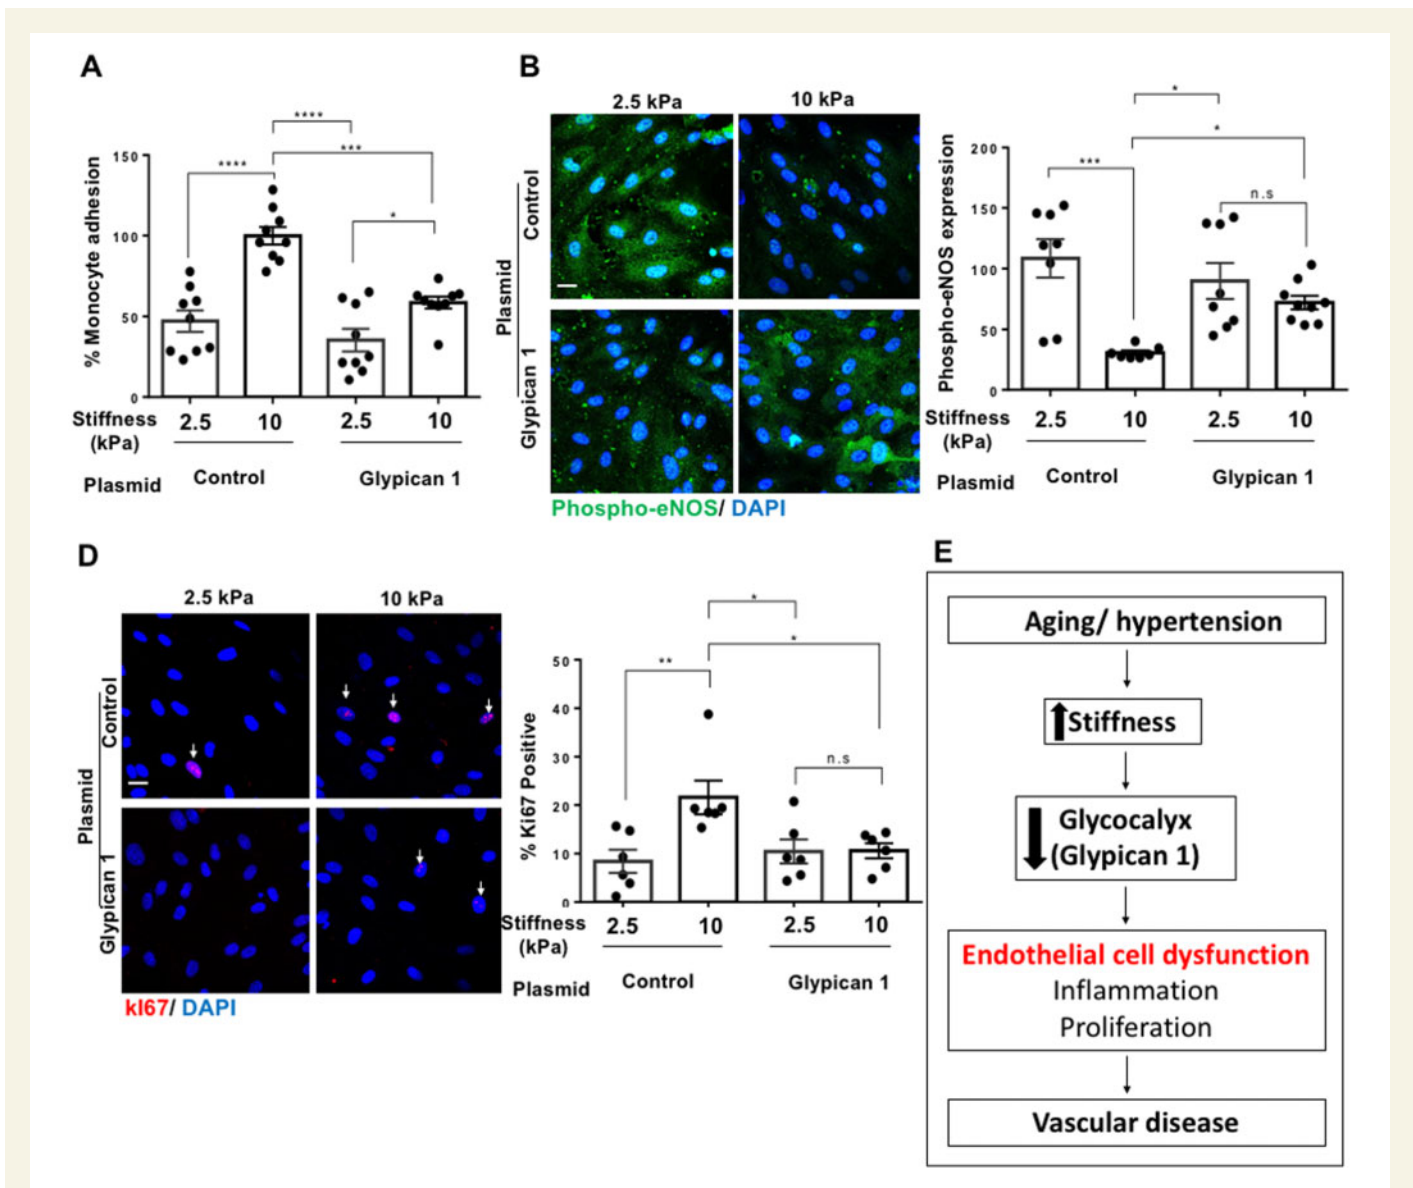 A
% Monocyte adhesion
150
100
50
0
****
****
***
*
Stiffness
(kPa)
2.5 10 2.5 10
Plasmid
Control Glypican 1
B
2.5 kPa 10 kPa
Plasmid
Control
Glypican 1
Phospho-eNOS/ DAPI
Phospho-eNOS expression
200
150
100
50
0
*
*
***
n.s
Stiffness
(kPa)
2.5 10 2.5 10
Plasmid
Control Glypican 1
D
2.5 kPa 10 kPa
Plasmid
Control
Glypican 1
kI67/ DAPI
% Ki67 Positive
50
40
30
20
10
0
*
*
**
n.s
Stiffness
(kPa)
2.5 10 2.5 10
Plasmid
Control Glypican 1
E
Aging/ hypertension
Stiffness
Glycocalyx
(Glypican 1)
Endothelial cell dysfunction
Inflammation
Proliferation
Vascular disease